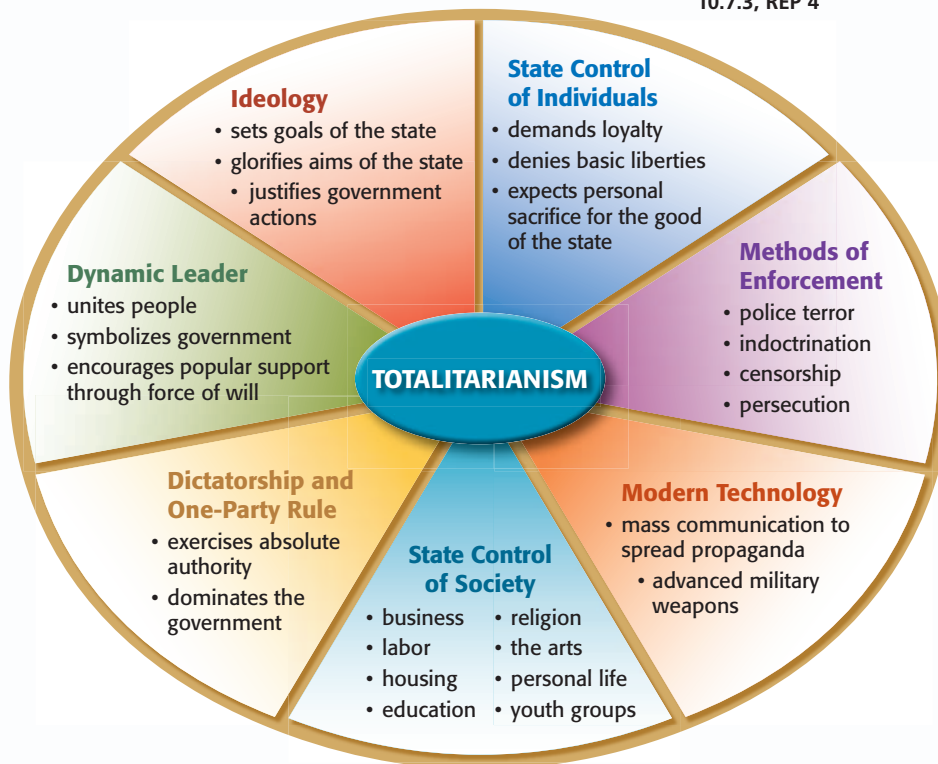 10.7.3, REP 4
Ideology
• sets goals of the state
• glorifies aims of the state
• justifies government
actions
State Control
of Individuals
• demands loyalty
• denies basic liberties
• expects personal
sacrifice for the good
of the state
Methods of
Enforcement
• police terror
• indoctrination
• censorship
• persecution
Modern Technology
• mass communication to
spread propaganda
• advanced military
weapons
State Control
of Society
• business
• labor
• housing
• education
• religion
• the arts
• personal life
• youth groups
Dictatorship and
One-Party Rule
• exercises absolute
authority
• dominates the
government
Dynamic Leader
• unites people
• symbolizes government
• encourages popular support
through force of will
TOTALITARIANISM